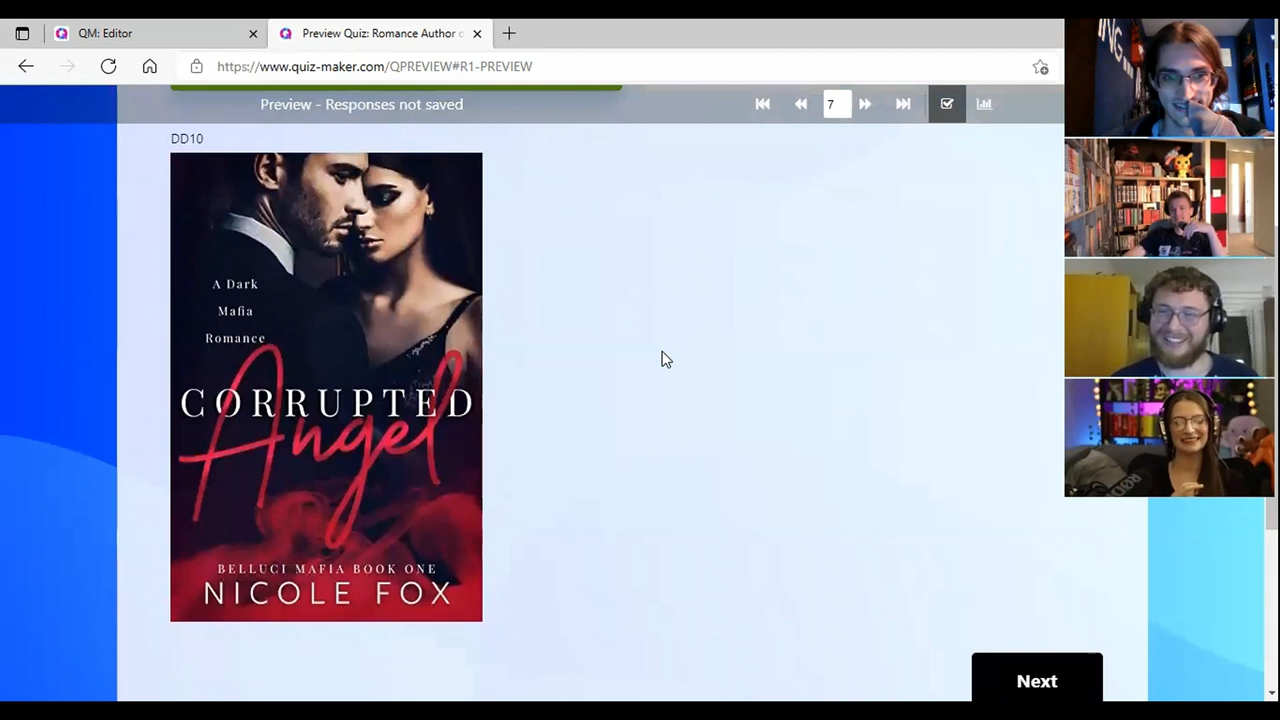 QM: Editor
Preview Quiz: Romance Author o
https://www.quiz-maker.com/QPREVIEW#R1-PREVIEW
Preview - Responses not saved
7
DD10
A Dark
Mafia
Romance
CORRUPTED
Angel
BELLUCI MAFIA BOOK ONE
NICOLE FOX
Next